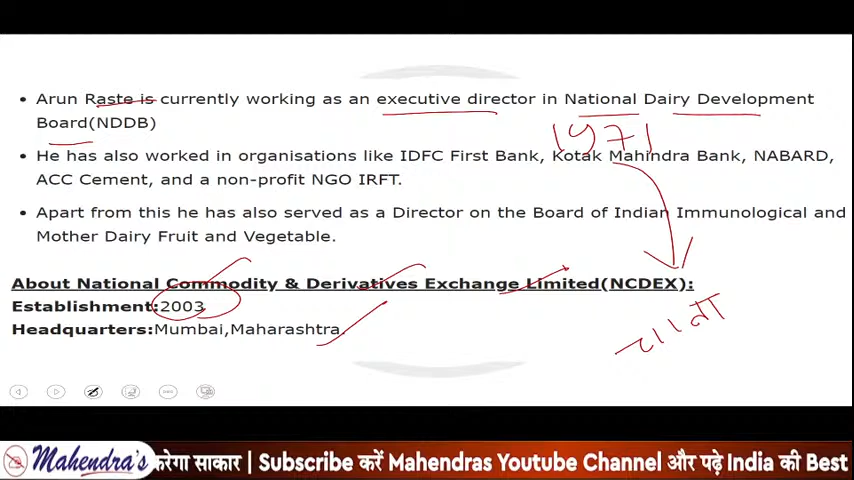 • Arun Raste is currently working as an executive director in National Dairy Development
Board(NDDB)
1971
• He has also worked in organisations like IDFC First Bank, Kotak Mahindra Bank, NABARD,
ACC Cement, and a non-profit NGO IRFT.
• Apart from this he has also served as a Director on the Board of Indian Immunological and
Mother Dairy Fruit and Vegetable.
About National Commodity & Derivatives Exchange Limited(NCDEX):
Establishment:2003
Headquarters:Mumbai,Maharashtra.
Mahendra's करेगा साकार | Subscribe करें Mahendras Youtube Channel और पढ़े India की Best